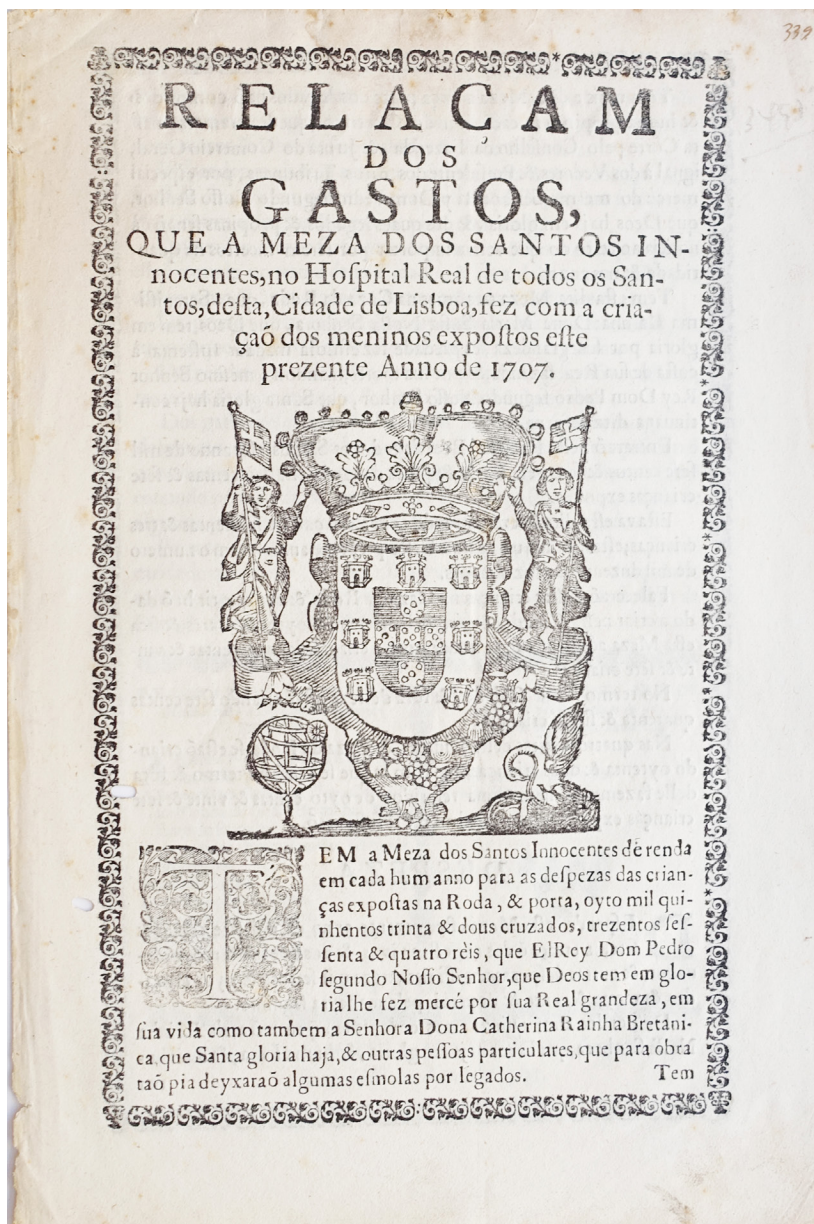 339
RELAÇAM
DOS
GASTOS,
QUE A MEZA DOS SANTOS IN-
nocentes, no Hoſpital Real de todos os San-
tos, deſta, Cidade de Lisboa, fez com a cria-
çaõ dos meninos expoſtos eſte
prezente Anno de 1707.
TEM a Meza dos Santos Innocentes de renda
em cada hum anno para as deſpezas das crian-
ças expoſtas na Roda, & porta, oyto mil qui-
nhentos trinta & dous cruzados, trezentos ſeſ-
ſenta & quatro rèis, que ElRey Dom Pedro
ſegundo Noſſo Senhor, que Deos tem em glo-
ria lhe fez mercé por ſua Real grandeza, em
ſua vida como tambem a Senhora Dona Catherina Rainha Bretani-
ca, que Santa gloria haja, & outras peſſoas particulares, que para obra
taõ pia deyxaraõ algumas eſmolas por legados.
Tem